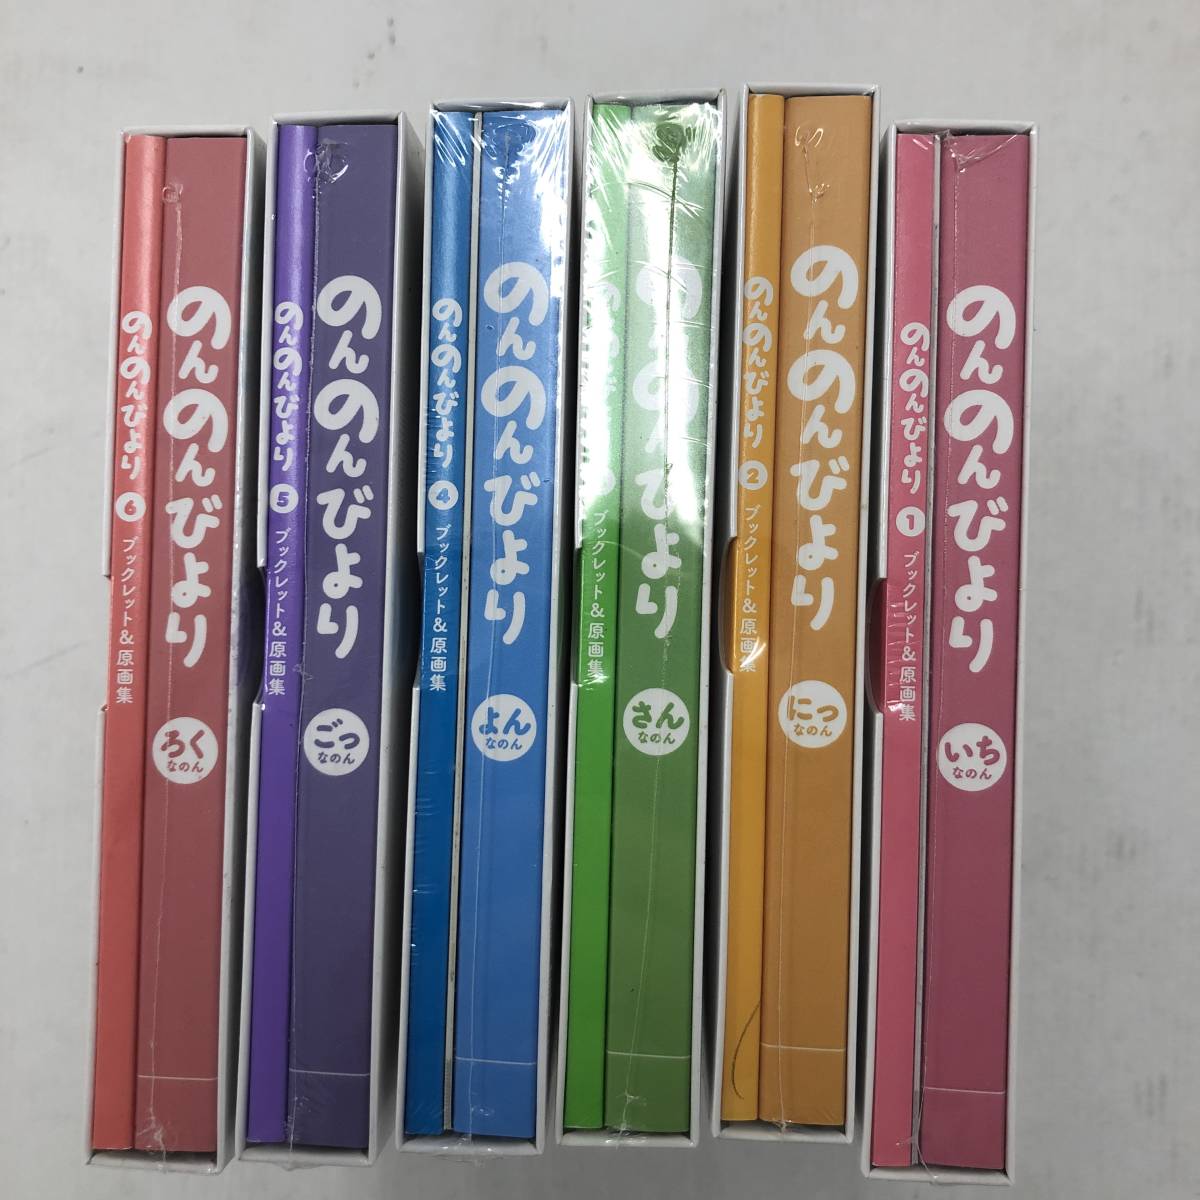 のんのんびより 6 ブックレット&原画集
のんのんびより
ろく
なのん
のんのんびより 5 ブックレット&原画集
のんのんびより
ごっ
なのん
のんのんびより 4 ブックレット&原画集
のんのんびより
よん
なのん
ブックレット&原画集
のんのんびより
さん
なのん
のんのんびより 2 ブックレット&原画集
のんのんびより
にっ
なのん
のんのんびより 1 ブックレット&原画集
のんのんびより
いち
なのん